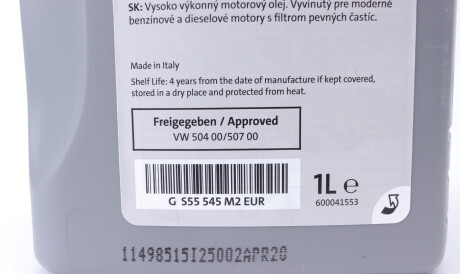 SK: Vysoko výkonný motorový olej. Vyvinutý pre moderné
benzinové a dieselové motory s filtrom pevných častíc.
Made in Italy
Shelf Life: 4 years from the date of manufacture if kept covered,
stored in a dry place and protected from heat.
Freigegeben / Approved
VW 504 00/507 00
G S55 545 M2 EUR
1L ℮
600041553
11498515I25002APR20